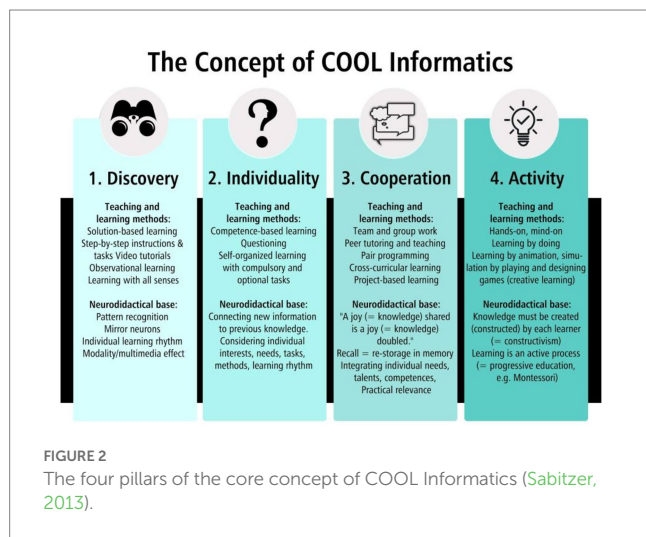 The Concept of COOL Informatics
1. Discovery
Teaching and
learning methods:
Solution-based learning
Step-by-step instructions &
tasks Video tutorials
Observational learning
Learning with all senses
Neurodidactical base:
Pattern recognition
Mirror neurons
Individual learning rhythm
Modality/multimedia effect
2. Individuality
Teaching and
learning methods:
Competence-based learning
Questioning
Self-organized learning
with compulsory and
optional tasks
Neurodidactical base:
Connecting new information
to previous knowledge.
Considering individual
interests, needs, tasks,
methods, learning rhythm
3. Cooperation
Teaching and
learning methods:
Team and group work
Peer tutoring and teaching
Pair programming
Cross-curricular learning
Project-based learning
Neurodidactical base:
"A joy (= knowledge) shared
is a joy (= knowledge)
doubled."
Recall = re-storage in memory
Integrating individual needs,
talents, competences,
Practical relevance
4. Activity
Teaching and
learning methods:
Hands-on, mind-on
Learning by doing
Learning by animation, simu-
lation by playing and designing
games (creative learning)
Neurodidactical base:
Knowledge must be created
(constructed) by each learner
(= constructivism)
Learning is an active process
(= progressive education,
e.g. Montessori)
FIGURE 2
The four pillars of the core concept of COOL Informatics (Sabitzer,
2013).